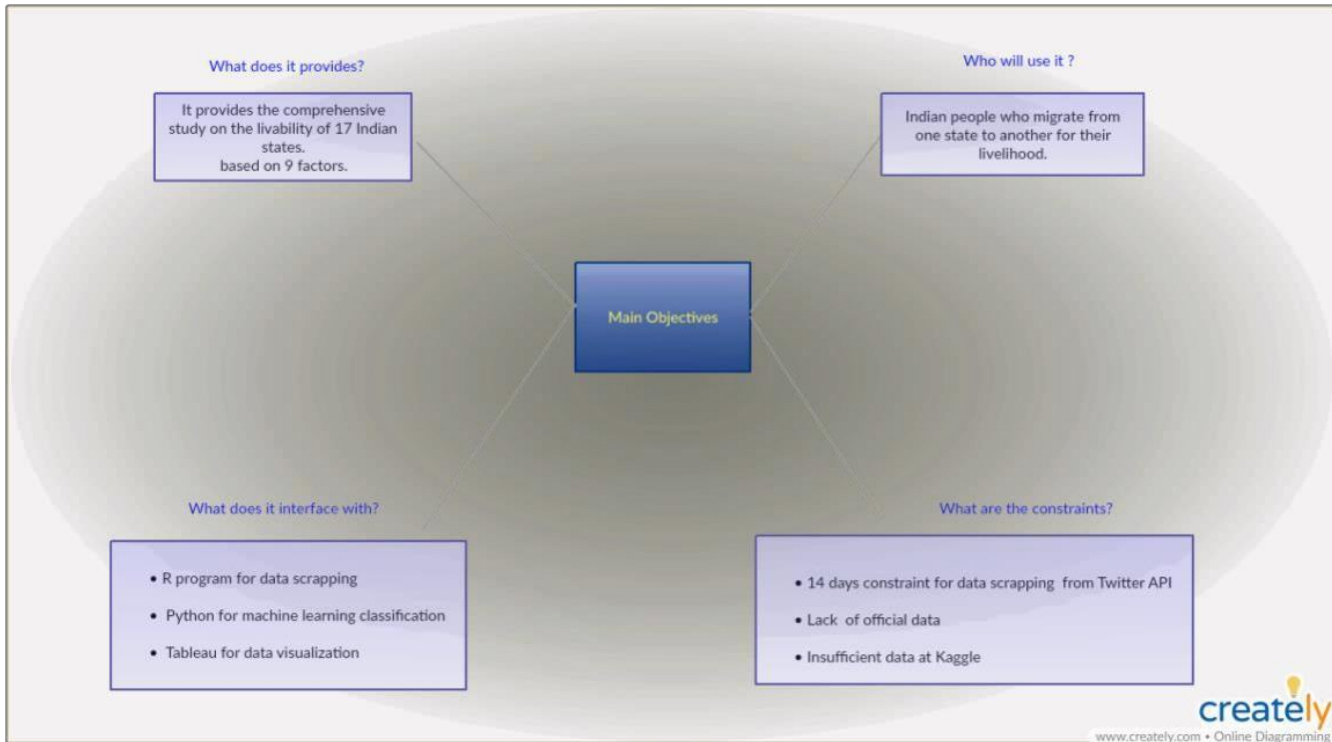 What does it provides?
It provides the comprehensive
study on the livability of 17 Indian
states.
based on 9 factors.
Who will use it ?
Indian people who migrate from
one state to another for their
livelihood.
Main Objectives
What does it interface with?
• R program for data scrapping
• Python for machine learning classification
• Tableau for data visualization
What are the constraints?
• 14 days constraint for data scrapping from Twitter API
• Lack of official data
• Insufficient data at Kaggle
creately
www.creately.com • Online Diagramming